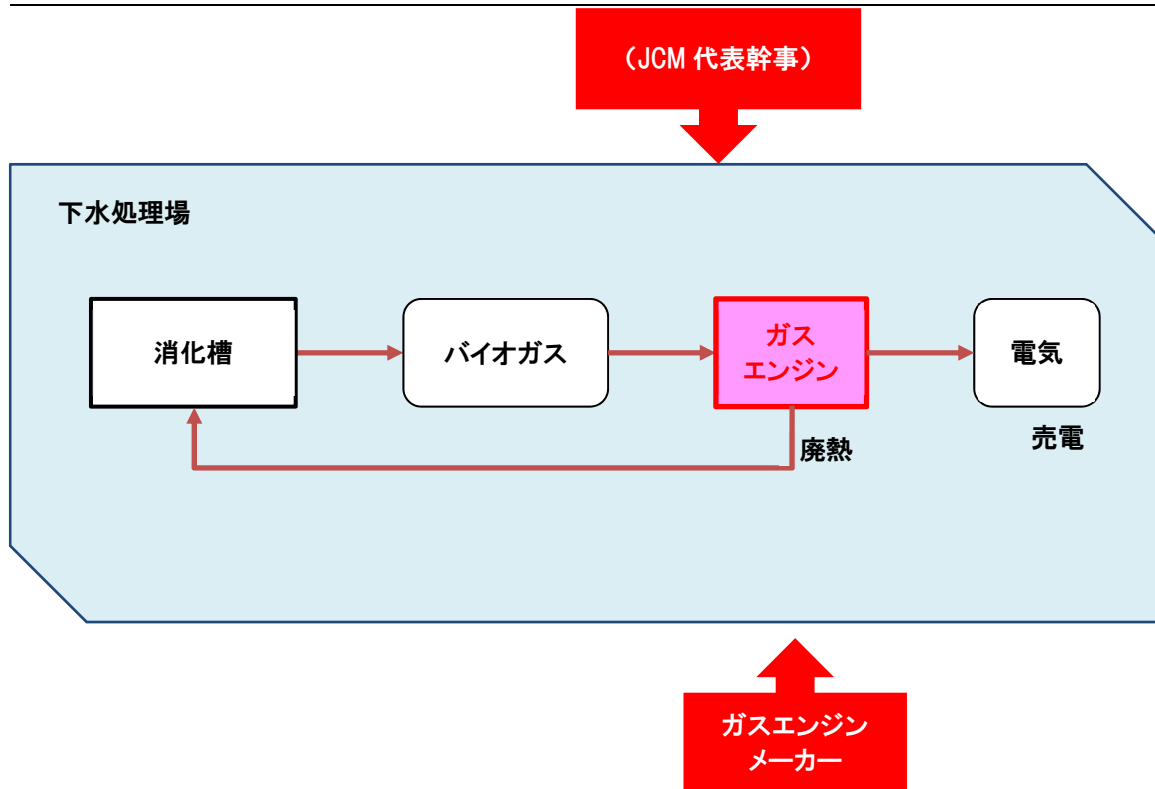 （JCM 代表幹事）
下水処理場
消化槽
バイオガス
ガス
エンジン
電気
廃熱
売電
ガスエンジン
メーカー